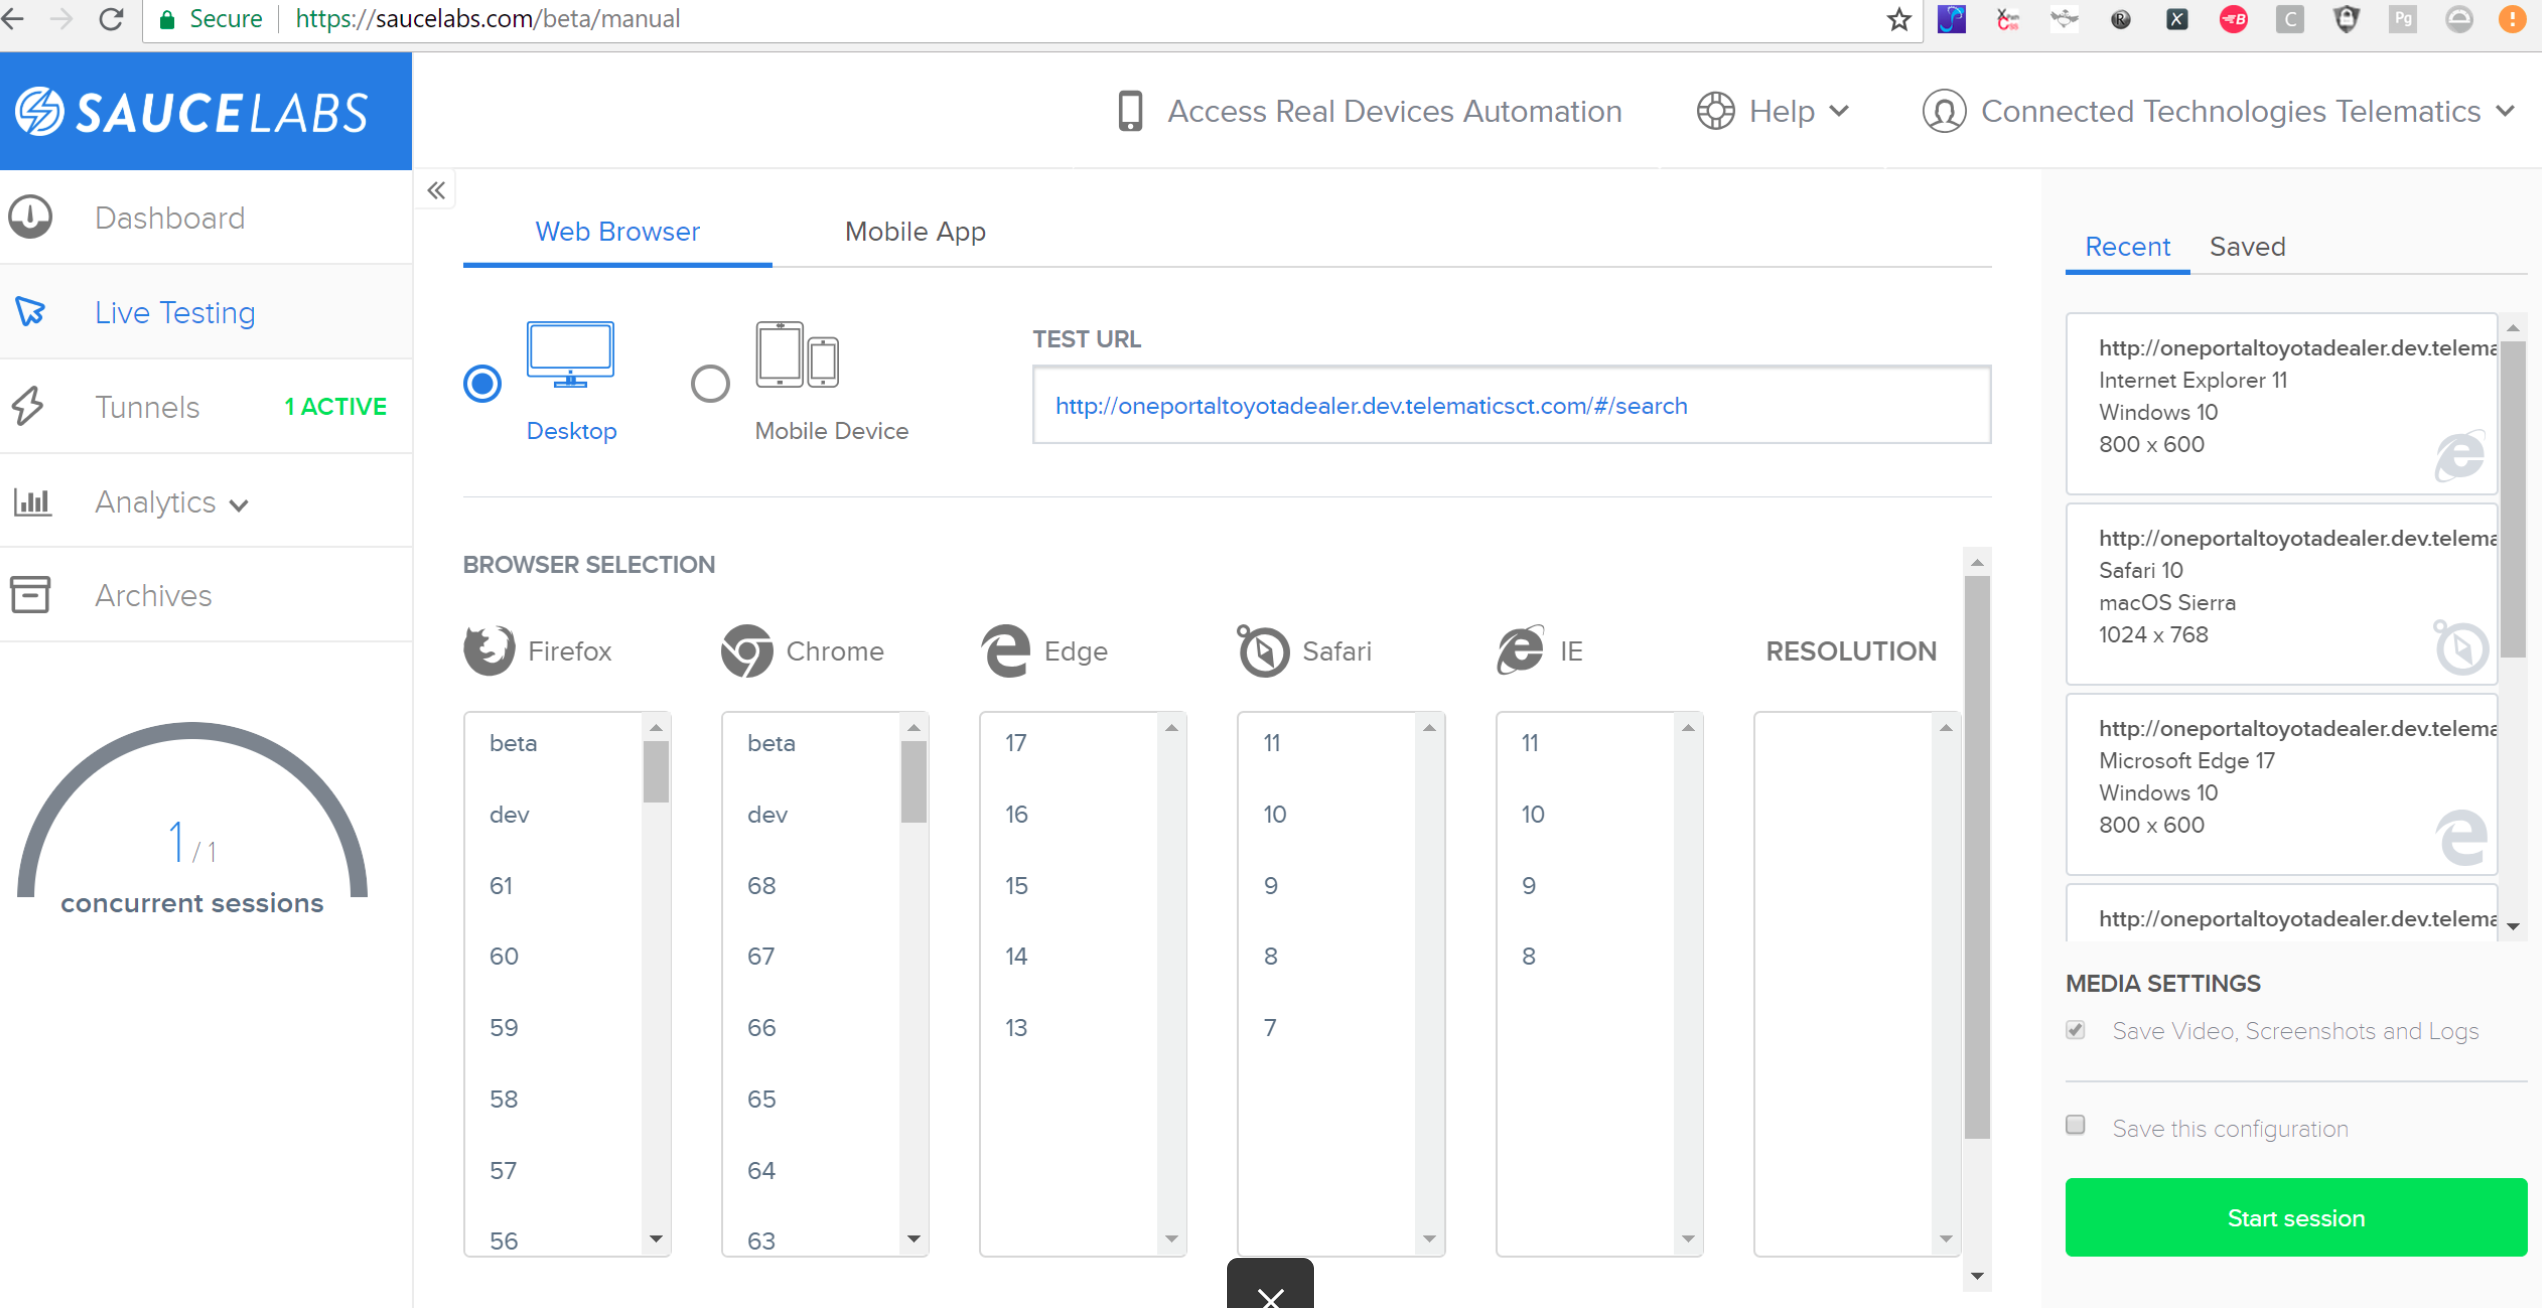 Secure https://saucelabs.com/beta/manual
SAUCELABS
Access Real Devices Automation
Help
Connected Technologies Telematics
Dashboard
Live Testing
Tunnels 1 ACTIVE
Analytics
Archives
1 / 1
concurrent sessions
Web Browser
Mobile App
Desktop
Mobile Device
TEST URL
http://oneportaltoyotadealer.dev.telematicsct.com/#/search
BROWSER SELECTION
Firefox
beta
dev
61
60
59
58
57
56
Chrome
beta
dev
68
67
66
65
64
63
Edge
17
16
15
14
13
Safari
11
10
9
8
7
IE
11
10
9
8
RESOLUTION
Recent
Saved
http://oneportaltoyotadealer.dev.telema
Internet Explorer 11
Windows 10
800 x 600
http://oneportaltoyotadealer.dev.telema
Safari 10
macOS Sierra
1024 x 768
http://oneportaltoyotadealer.dev.telema
Microsoft Edge 17
Windows 10
800 x 600
http://oneportaltoyotadealer.dev.telema
MEDIA SETTINGS
Save Video, Screenshots and Logs
Save this configuration
Start session